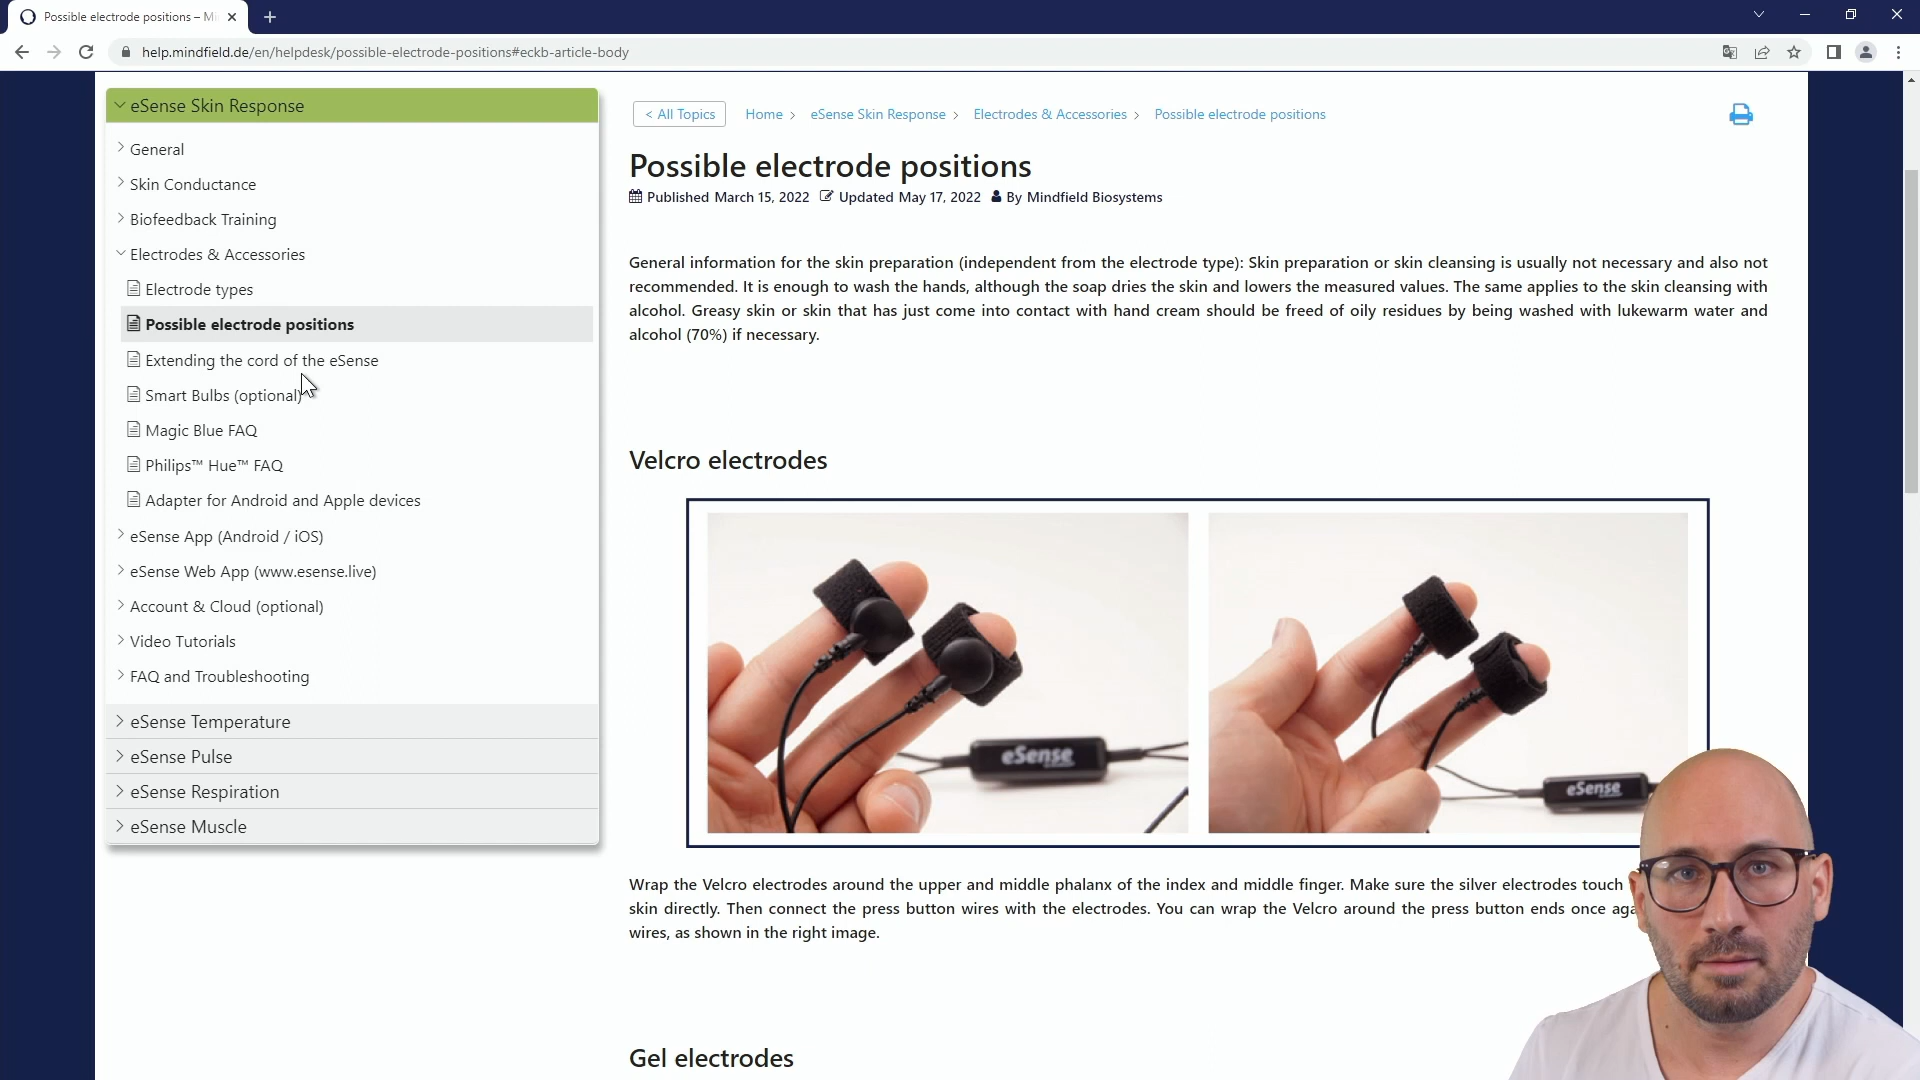 Possible electrode positions – Mi
help.mindfield.de/en/helpdesk/possible-electrode-positions#eckb-article-body
eSense Skin Response
General
Skin Conductance
Biofeedback Training
Electrodes & Accessories
Electrode types
Possible electrode positions
Extending the cord of the eSense
Smart Bulbs (optional)
Magic Blue FAQ
Philips™ Hue™ FAQ
Adapter for Android and Apple devices
eSense App (Android / iOS)
eSense Web App (www.esense.live)
Account & Cloud (optional)
Video Tutorials
FAQ and Troubleshooting
eSense Temperature
eSense Pulse
eSense Respiration
eSense Muscle
< All Topics Home > eSense Skin Response > Electrodes & Accessories > Possible electrode positions
Possible electrode positions
Published March 15, 2022 Updated May 17, 2022 By Mindfield Biosystems
General information for the skin preparation (independent from the electrode type): Skin preparation or skin cleansing is usually not necessary and also not
recommended. It is enough to wash the hands, although the soap dries the skin and lowers the measured values. The same applies to the skin cleansing with
alcohol. Greasy skin or skin that has just come into contact with hand cream should be freed of oily residues by being washed with lukewarm water and
alcohol (70%) if necessary.
Velcro electrodes
eSense
eSense
Wrap the Velcro electrodes around the upper and middle phalanx of the index and middle finger. Make sure the silver electrodes touch
skin directly. Then connect the press button wires with the electrodes. You can wrap the Velcro around the press button ends once aga
wires, as shown in the right image.
Gel electrodes